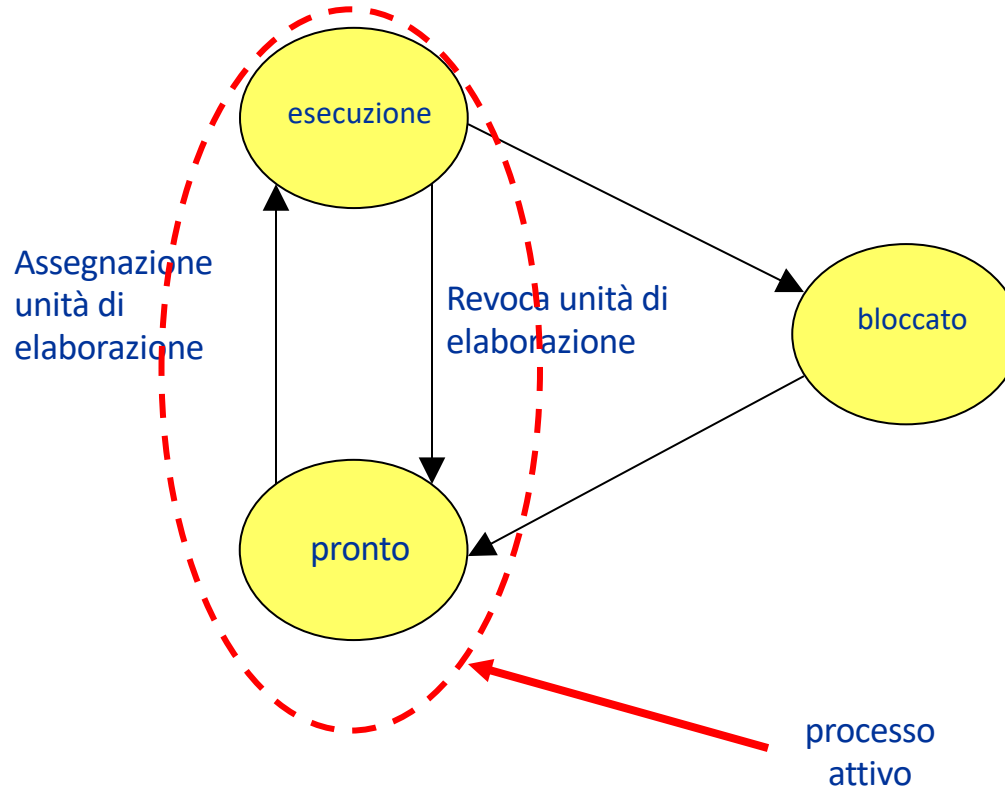 esecuzione
Assegnazione
unità di
elaborazione
Revoca unità di
elaborazione
bloccato
pronto
processo
attivo